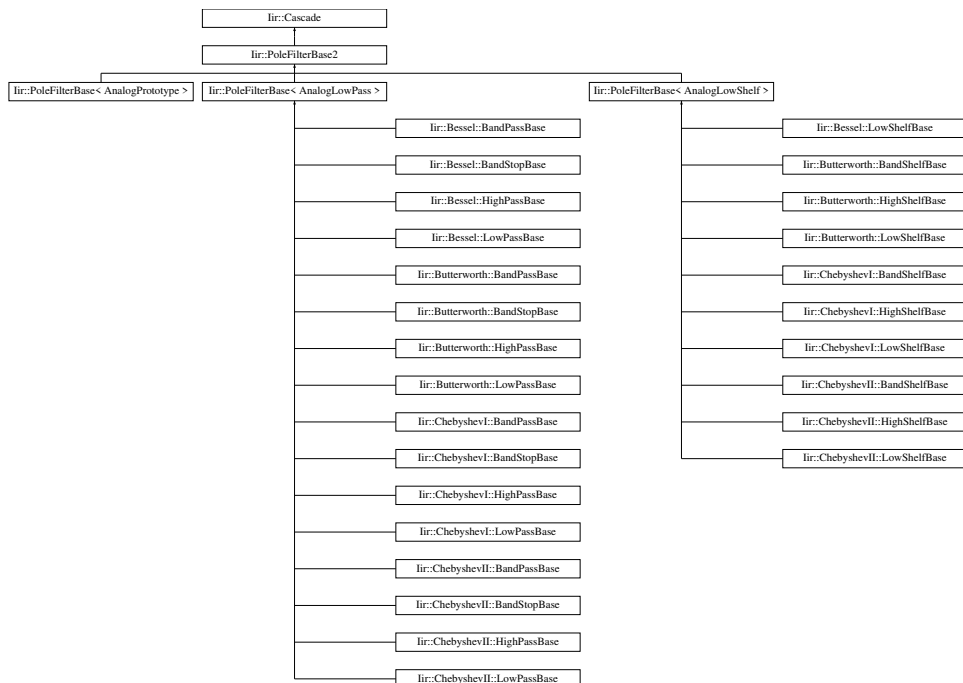 Iir::Cascade
Iir::PoleFilterBase2
Iir::PoleFilterBase< AnalogPrototype >
Iir::PoleFilterBase< AnalogLowPass >
Iir::PoleFilterBase< AnalogLowShelf >
Iir::Bessel::BandPassBase
Iir::Bessel::LowShelfBase
Iir::Bessel::BandStopBase
Iir::Butterworth::BandShelfBase
Iir::Bessel::HighPassBase
Iir::Butterworth::HighShelfBase
Iir::Bessel::LowPassBase
Iir::Butterworth::LowShelfBase
Iir::Butterworth::BandPassBase
Iir::ChebyshevI::BandShelfBase
Iir::Butterworth::BandStopBase
Iir::ChebyshevI::HighShelfBase
Iir::Butterworth::HighPassBase
Iir::ChebyshevI::LowShelfBase
Iir::Butterworth::LowPassBase
Iir::ChebyshevII::BandShelfBase
Iir::ChebyshevI::BandPassBase
Iir::ChebyshevII::HighShelfBase
Iir::ChebyshevI::BandStopBase
Iir::ChebyshevII::LowShelfBase
Iir::ChebyshevI::HighPassBase
Iir::ChebyshevI::LowPassBase
Iir::ChebyshevII::BandPassBase
Iir::ChebyshevII::BandStopBase
Iir::ChebyshevII::HighPassBase
Iir::ChebyshevII::LowPassBase